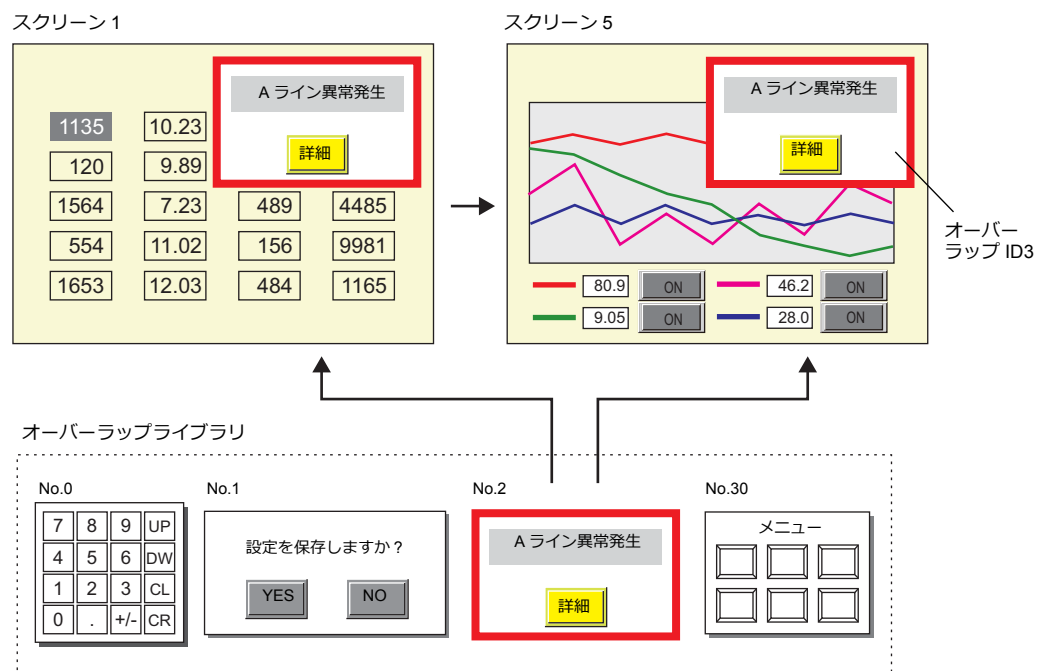 スクリーン 1
A ライン異常発生
詳細
1135 10.23
120 9.89
1564 7.23 489 4485
554 11.02 156 9981
1653 12.03 484 1165
スクリーン 5
A ライン異常発生
詳細
オーバー
ラップ ID3
80.9 ON 46.2 ON
9.05 ON 28.0 ON
オーバーラップライブラリ
No.0
7 8 9 UP
4 5 6 DW
1 2 3 CL
0 . +/- CR
No.1
設定を保存しますか？
YES NO
No.2
A ライン異常発生
詳細
No.30
メニュー